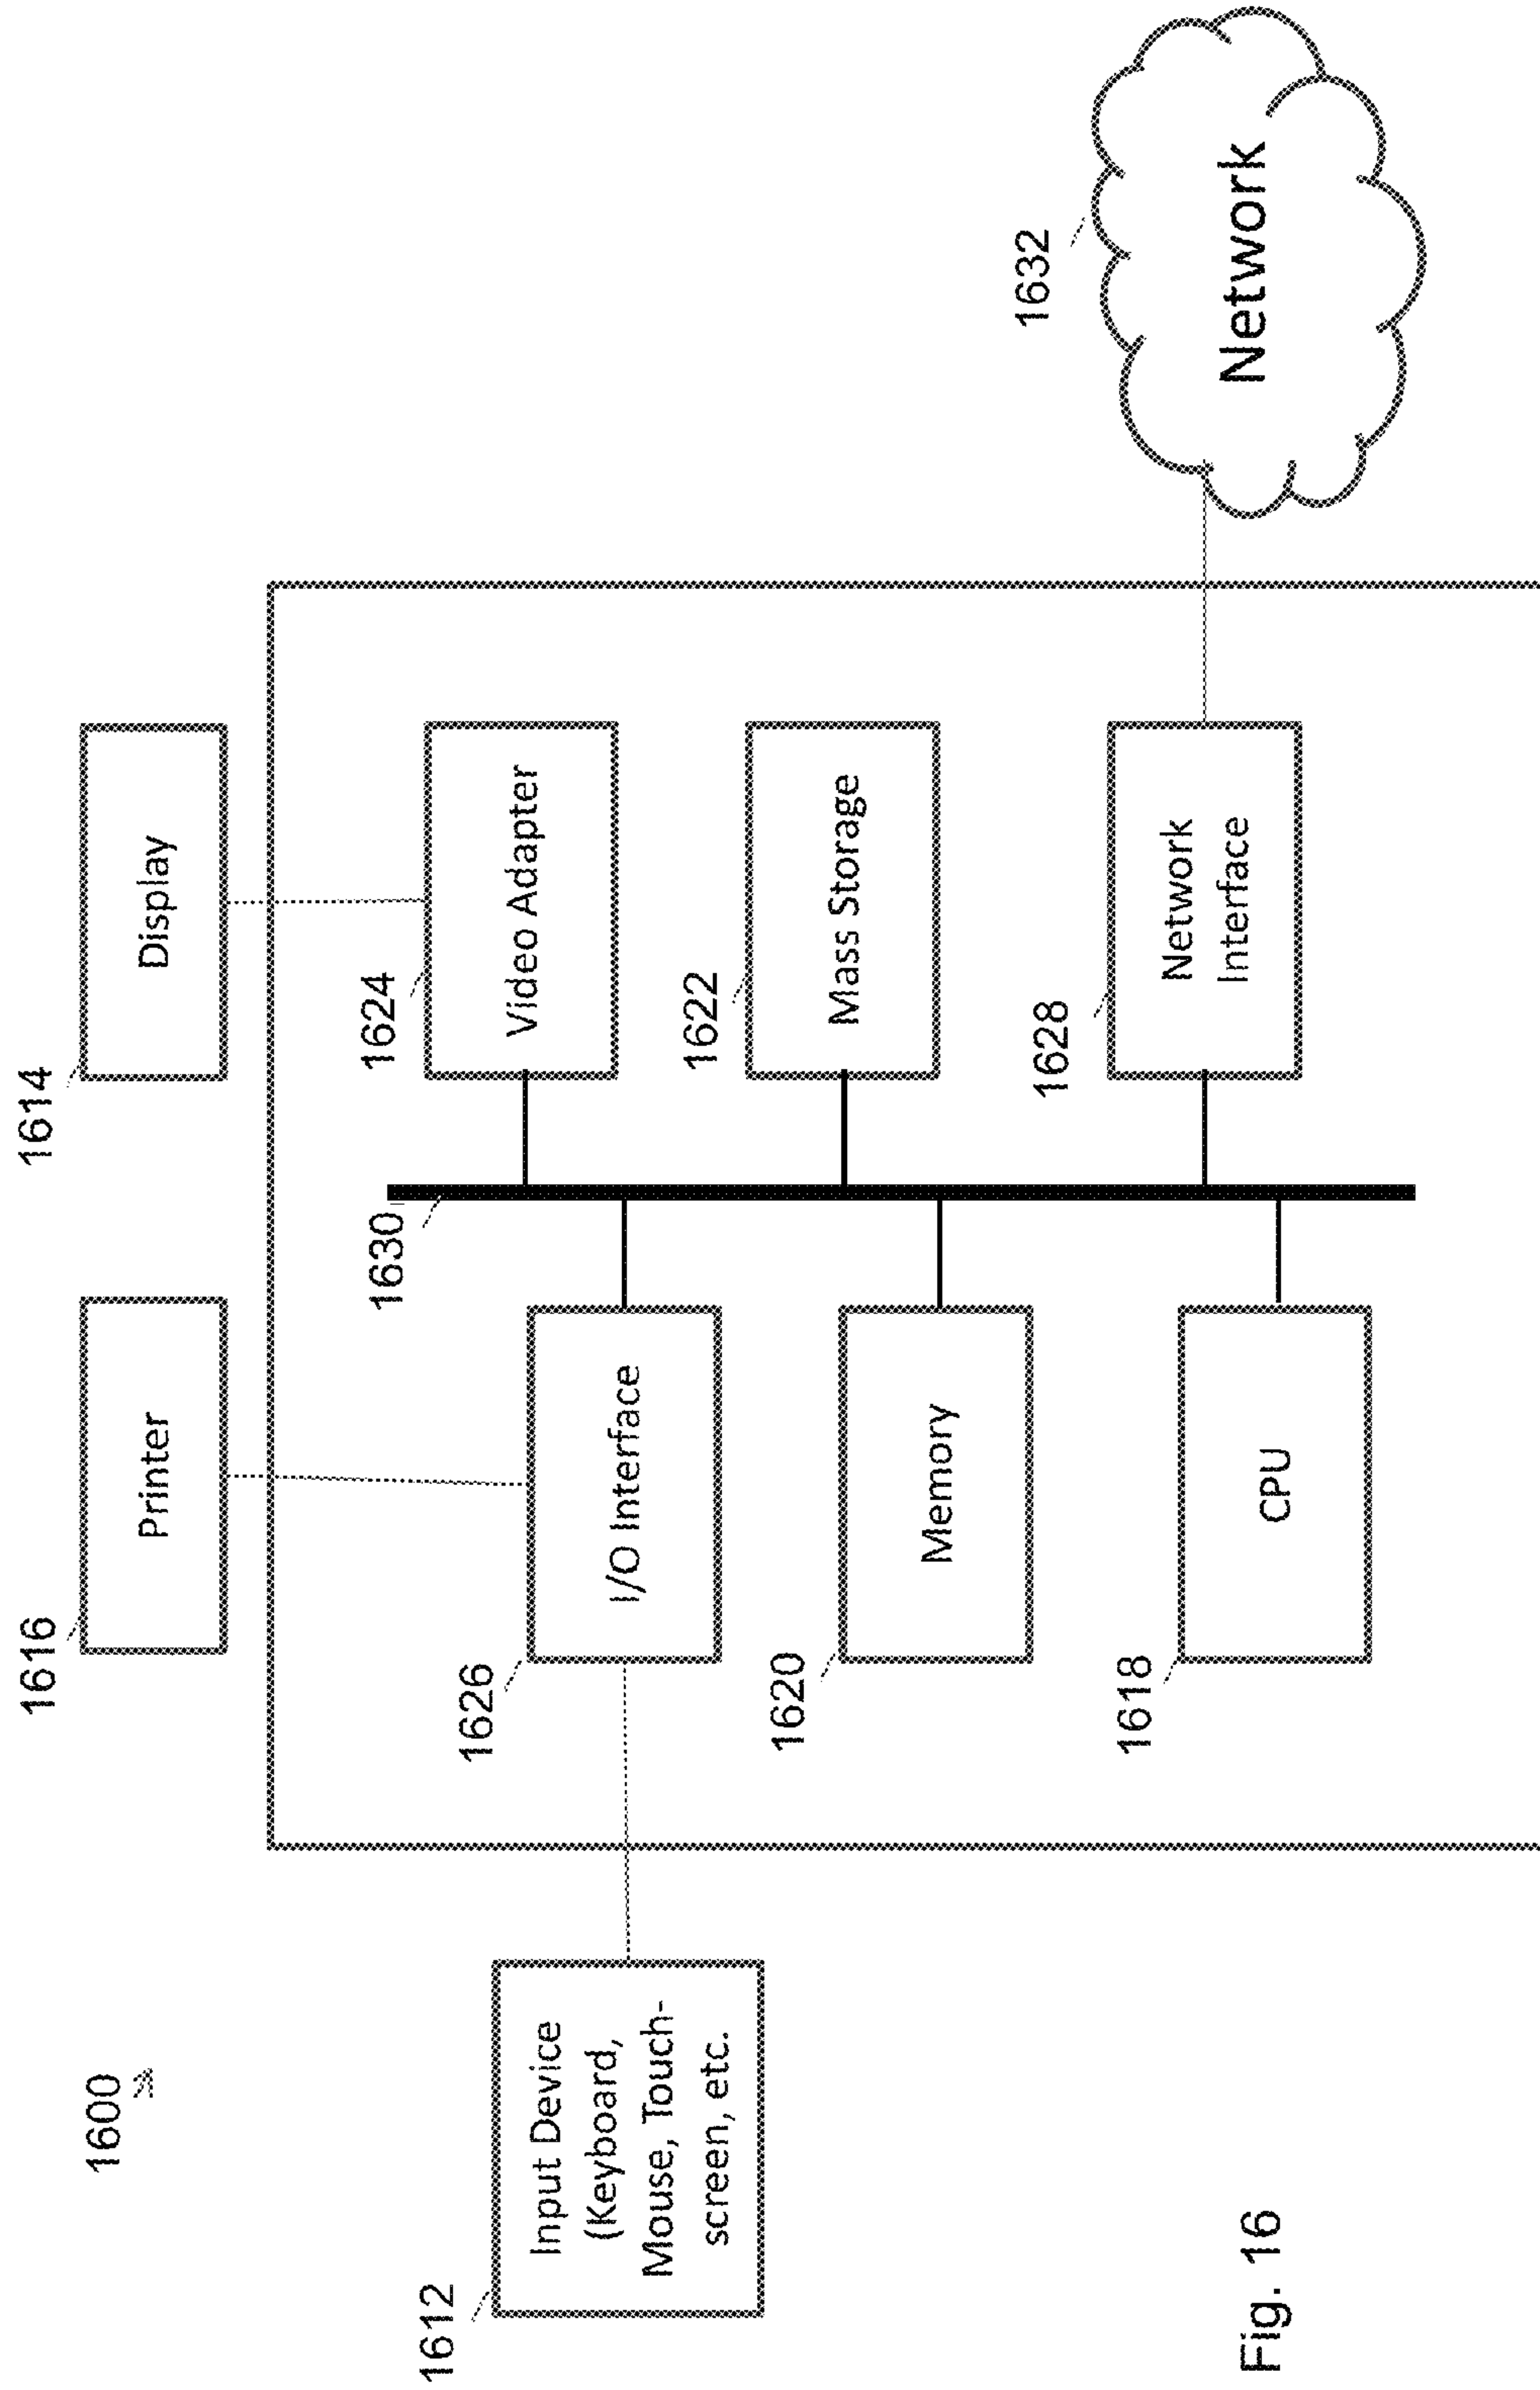 1600
1616
Printer
1614
Display
1612
Input Device
(Keyboard,
Mouse, Touch-
screen, etc.
1626
I/O Interface
1630
1624
Video Adapter
1620
Memory
1622
Mass Storage
1618
CPU
1628
Network
Interface
1632
Network
Fig. 16